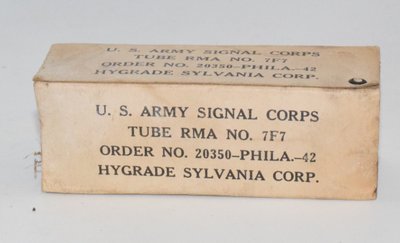 U. S. ARMY SIGNAL CORPS
TUBE RMA NO. 7F7
ORDER NO. 20350-PHILA.-42
HYGRADE SYLVANIA CORP.
U. S. ARMY SIGNAL CORPS
TUBE RMA NO. 7F7
ORDER NO. 20350-PHILA.-42
HYGRADE SYLVANIA CORP.